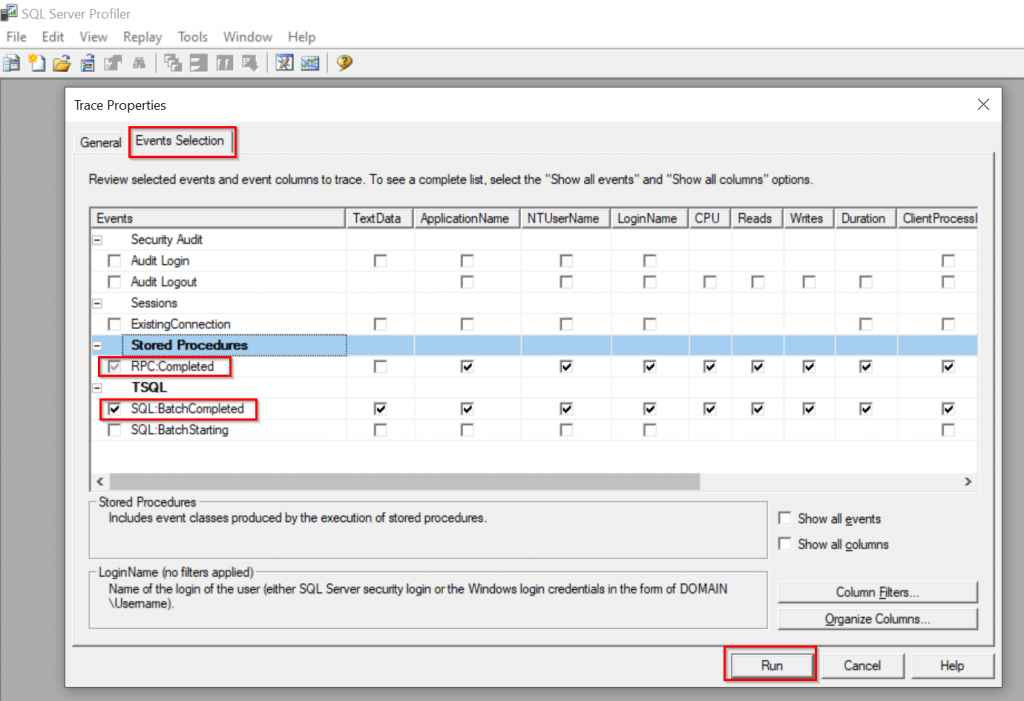 SQL Server Profiler
File Edit View Replay Tools Window Help
Trace Properties
General Events Selection
Review selected events and event columns to trace. To see a complete list, select the "Show all events" and "Show all columns" options.
Events TextData ApplicationName NTUserName LoginName CPU Reads Writes Duration ClientProcessI
Security Audit
Audit Login
Audit Logout
Sessions
ExistingConnection
Stored Procedures
RPC:Completed
TSQL
SQL:BatchCompleted
SQL:BatchStarting
Stored Procedures
Includes event classes produced by the execution of stored procedures.
Show all events
Show all columns
LoginName (no filters applied)
Name of the login of the user (either SQL Server security login or the Windows login credentials in the form of DOMAIN
\Username).
Column Filters...
Organize Columns...
Run Cancel Help